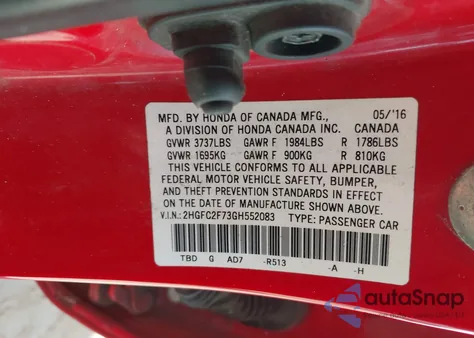 MFD. BY HONDA OF CANADA MFG., 05/'16
A DIVISION OF HONDA CANADA INC. CANADA
GVWR 3737LBS GAWR F 1984LBS R 1786LBS
GVWR 1695KG GAWR F 900KG R 810KG
THIS VEHICLE CONFORMS TO ALL APPLICABLE
FEDERAL MOTOR VEHICLE SAFETY, BUMPER,
AND THEFT PREVENTION STANDARDS IN EFFECT
ON THE DATE OF MANUFACTURE SHOWN ABOVE.
V.I.N.: 2HGFC2F73GH552083 TYPE: PASSENGER CAR
TBD G AD7 -R513 -A -H
autoSnap